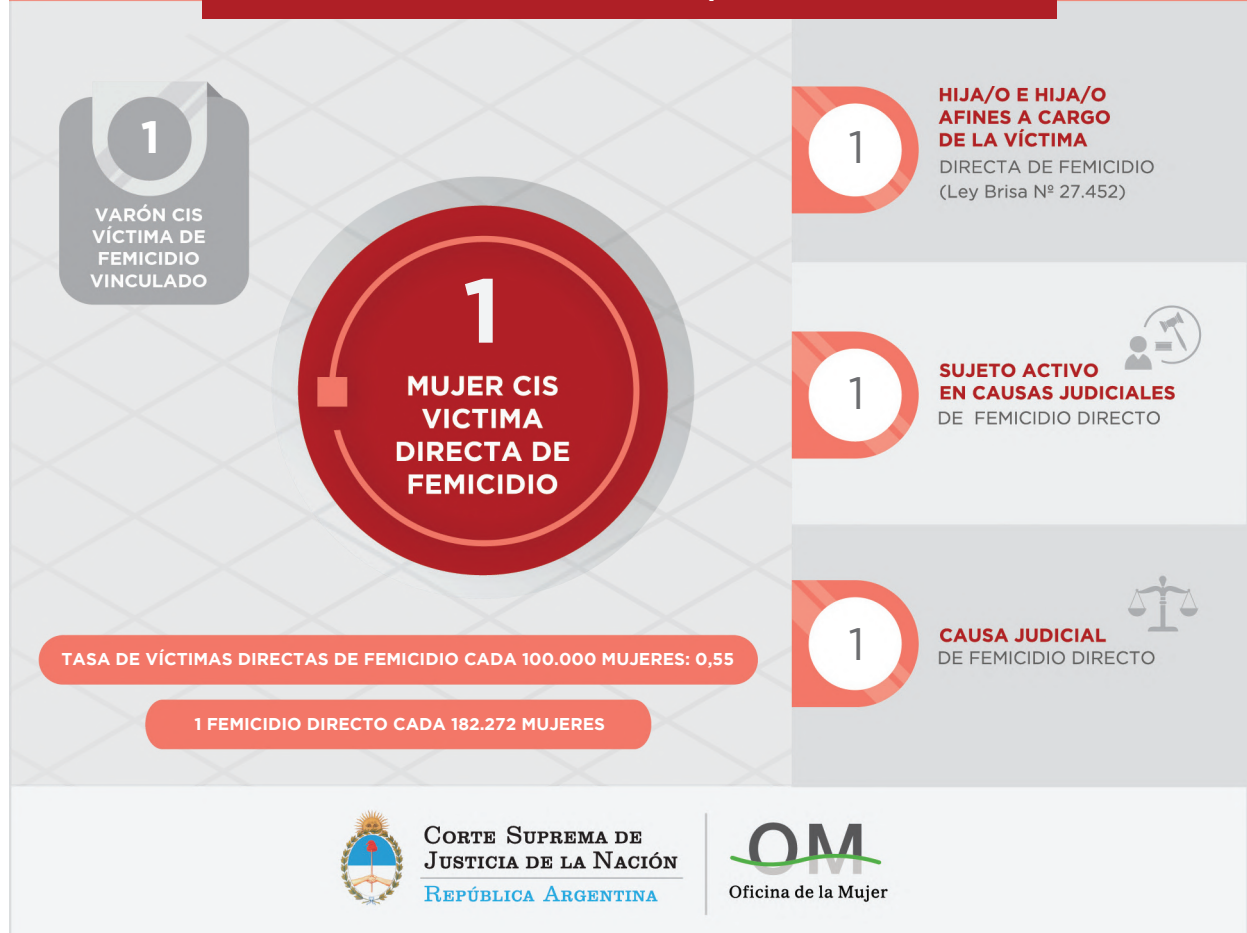 1
VARÓN CIS
VÍCTIMA DE
FEMICIDIO
VINCULADO
1
MUJER CIS
VICTIMA
DIRECTA DE
FEMICIDIO
TASA DE VÍCTIMAS DIRECTAS DE FEMICIDIO CADA 100.000 MUJERES: 0,55
1 FEMICIDIO DIRECTO CADA 182.272 MUJERES
1
HIJA/O E HIJA/O
AFINES A CARGO
DE LA VÍCTIMA
DIRECTA DE FEMICIDIO
(Ley Brisa Nº 27.452)
1
SUJETO ACTIVO
EN CAUSAS JUDICIALES
DE FEMICIDIO DIRECTO
1
CAUSA JUDICIAL
DE FEMICIDIO DIRECTO
CORTE SUPREMA DE
JUSTICIA DE LA NACIÓN
REPÚBLICA ARGENTINA
OM
Oficina de la Mujer